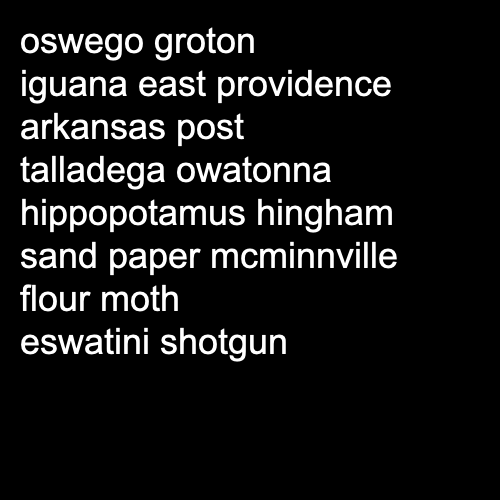 oswego groton
iguana east providence
arkansas post
talladega owatonna
hippopotamus hingham
sand paper mcminnville
flour moth
eswatini shotgun